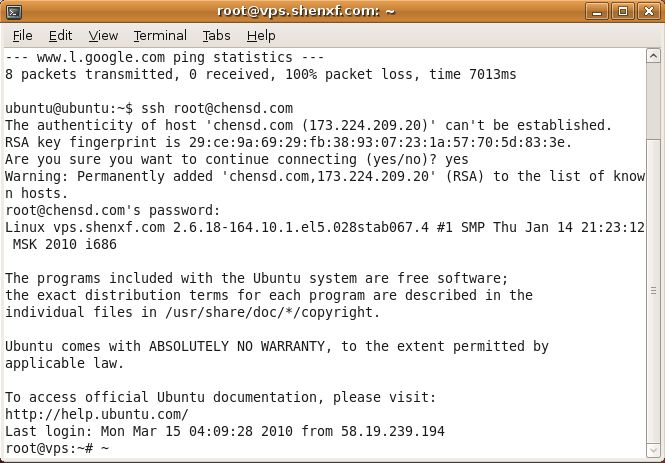 root@vps.shenxf.com: ~
File Edit View Terminal Tabs Help
--- www.l.google.com ping statistics ---
8 packets transmitted, 0 received, 100% packet loss, time 7013ms
ubuntu@ubuntu:~$ ssh root@chensd.com
The authenticity of host 'chensd.com (173.224.209.20)' can't be established.
RSA key fingerprint is 29:ce:9a:69:29:fb:38:93:07:23:1a:57:70:5d:83:3e.
Are you sure you want to continue connecting (yes/no)? yes
Warning: Permanently added 'chensd.com,173.224.209.20' (RSA) to the list of know
n hosts.
root@chensd.com's password:
Linux vps.shenxf.com 2.6.18-164.10.1.el5.028stab067.4 #1 SMP Thu Jan 14 21:23:12
 MSK 2010 i686
The programs included with the Ubuntu system are free software;
the exact distribution terms for each program are described in the
individual files in /usr/share/doc/*/copyright.
Ubuntu comes with ABSOLUTELY NO WARRANTY, to the extent permitted by
applicable law.
To access official Ubuntu documentation, please visit:
http://help.ubuntu.com/
Last login: Mon Mar 15 04:09:28 2010 from 58.19.239.194
root@vps:~# ~